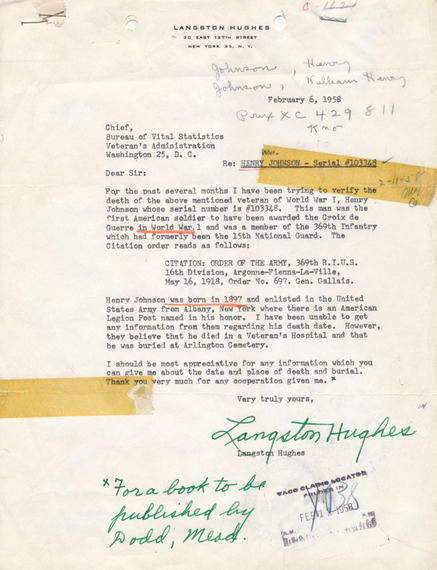 C-
LANGSTON HUGHES
20 EAST 127TH STREET
NEW YORK 35, N. Y.
Johnson, Henry
Johnson, William Henry
February 6, 1958
XC 429 811
Chief,
Bureau of Vital Statistics
Veteran's Administration
Washington 25, D. C.
Re: HENRY JOHNSON - Serial #103348
2-11-58
Dear Sir:
For the past several months I have been trying to verify the
death of the above mentioned veteran of World War I, Henry
Johnson whose serial number is #103348. This man was the
first American soldier to have been awarded the Croix de
Guerre in World War 1 and was a member of the 369th Infantry
which had formerly been the 15th National Guard. The
Citation order reads as follows:
CITATION: ORDER OF THE ARMY, 369th R.I.U.S.
16th Division, Argonne-Fienna-La-Ville,
May 16, 1918, Order No. 697. Gen. Gallais.
Henry Johnson was born in 1897 and enlisted in the United
States Army from Albany, New York where there is an American
Legion Post named in his honor. I have been unable to get
any information from them regarding his death date. However,
they believe that he died in a Veteran's Hospital and that
he was buried at Arlington Cemetery.
I should be most appreciative for any information which you
can give me about the date and place of death and burial.
Thank you very much for any cooperation given me. *
Very truly yours,
Langston Hughes
Langston Hughes
* For a book to be
published by
Dodd, Mead.
VACO CLAIMS LOCATOR
FEB 1958